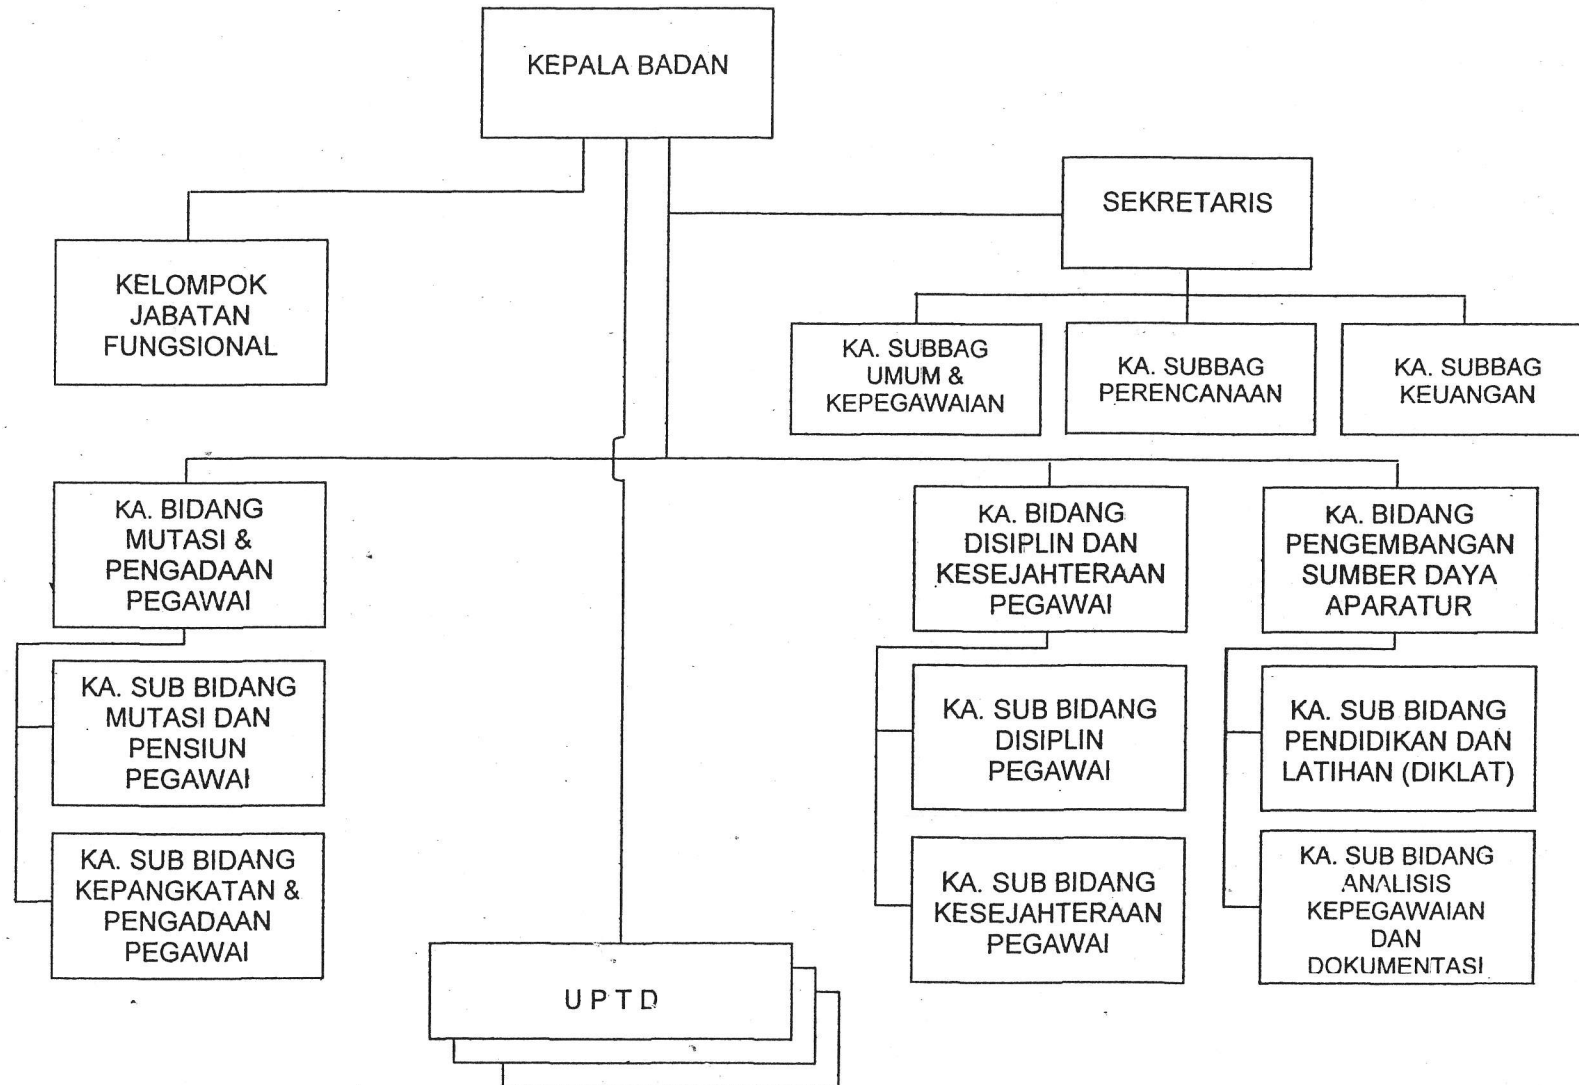 KEPALA BADAN
SEKRETARIS
KELOMPOK
JABATAN
FUNGSIONAL
KA. SUBBAG
UMUM &
KEPEGAWAIAN
KA. SUBBAG
PERENCANAAN
KA. SUBBAG
KEUANGAN
KA. BIDANG
MUTASI &
PENGADAAN
PEGAWAI
KA. BIDANG
DISIPLIN DAN
KESEJAHTERAAN
PEGAWAI
KA. BIDANG
PENGEMBANGAN
SUMBER DAYA
APARATUR
KA. SUB BIDANG
MUTASI DAN
PENSIUN
PEGAWAI
KA. SUB BIDANG
DISIPLIN
PEGAWAI
KA. SUB BIDANG
PENDIDIKAN DAN
LATIHAN (DIKLAT)
KA. SUB BIDANG
KEPANGKATAN &
PENGADAAN
PEGAWAI
KA. SUB BIDANG
KESEJAHTERAAN
PEGAWAI
KA. SUB BIDANG
ANALISIS
KEPEGAWAIAN
DAN
DOKUMENTASI
U P T D